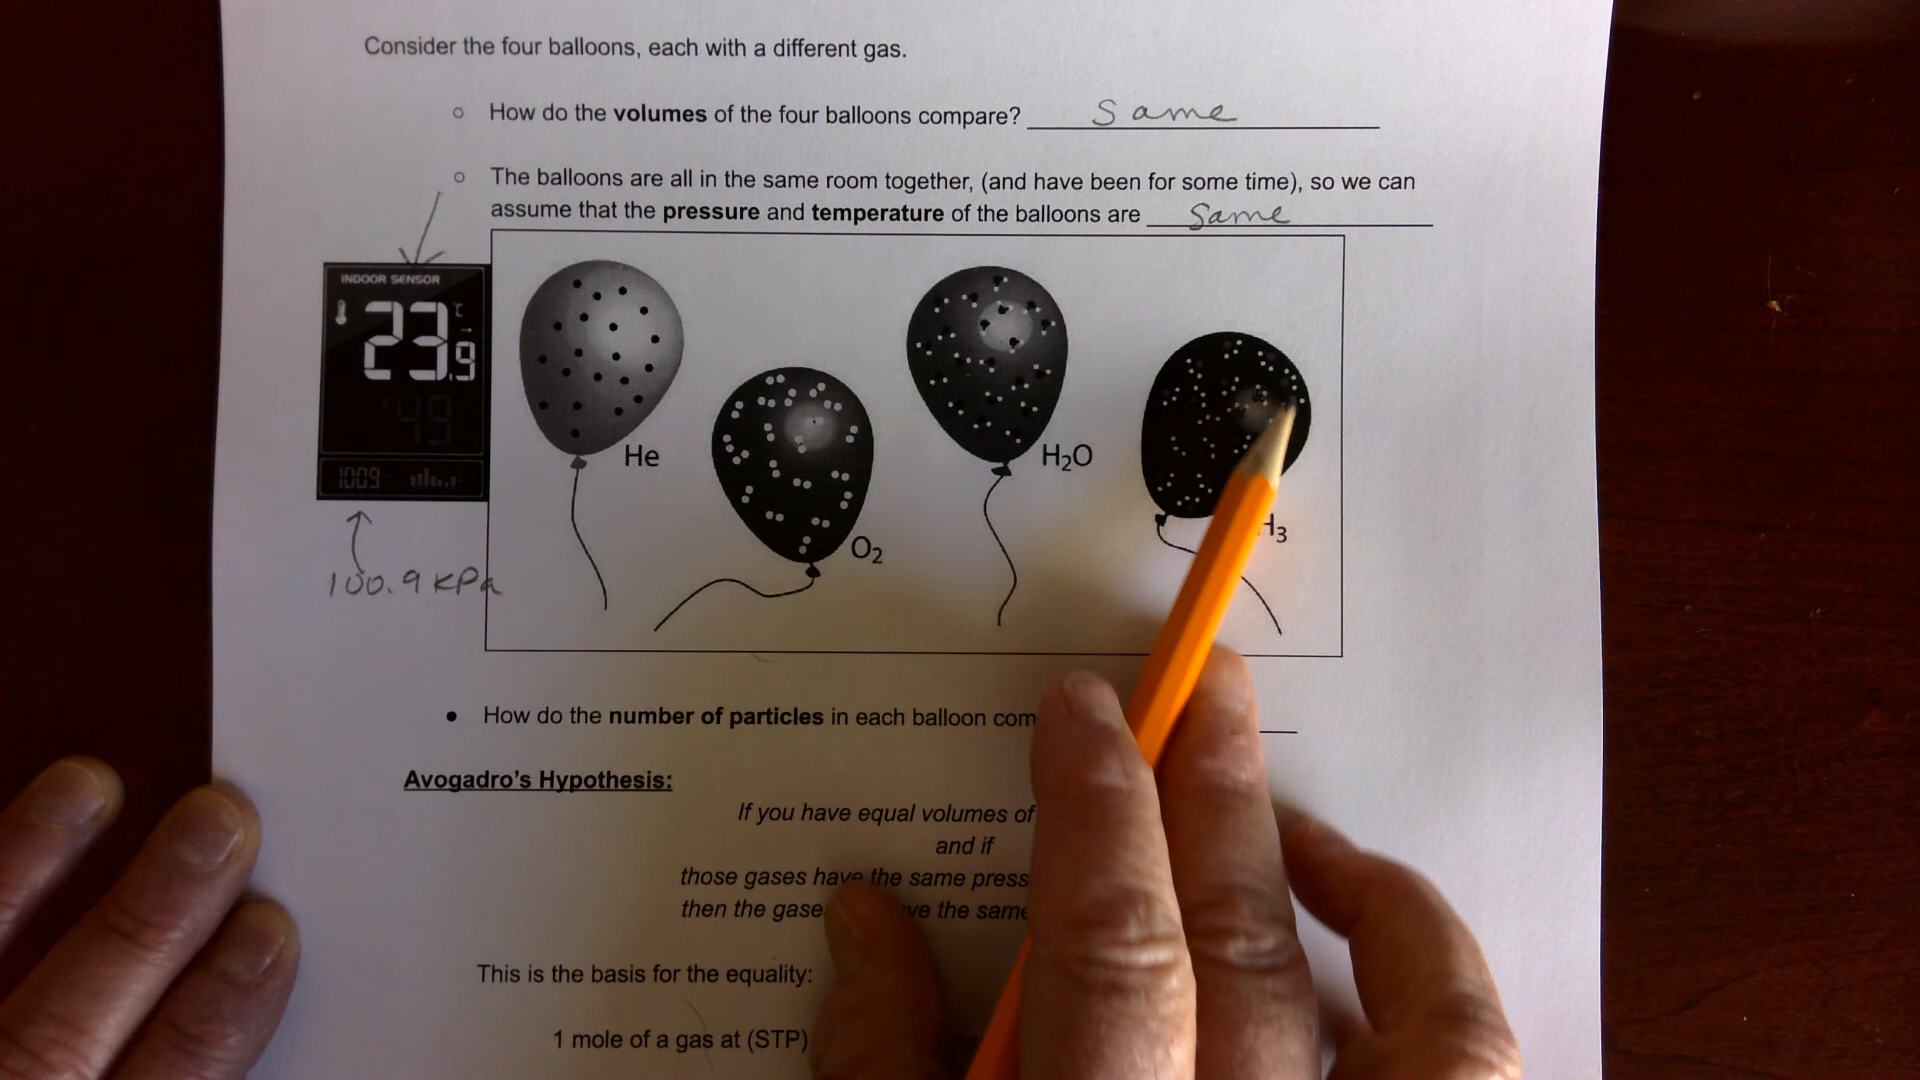 Consider the four balloons, each with a different gas.
○ How do the volumes of the four balloons compare? Same
○ The balloons are all in the same room together, (and have been for some time), so we can
assume that the pressure and temperature of the balloons are Same
INDOOR SENSOR
23.9 °C
49
1009
100.9 kPa
He
O₂
H₂O
H₃
● How do the number of particles in each balloon com
Avogadro's Hypothesis:
If you have equal volumes of
and if
those gases have the same press
then the gase ve the same
This is the basis for the equality:
1 mole of a gas at (STP)